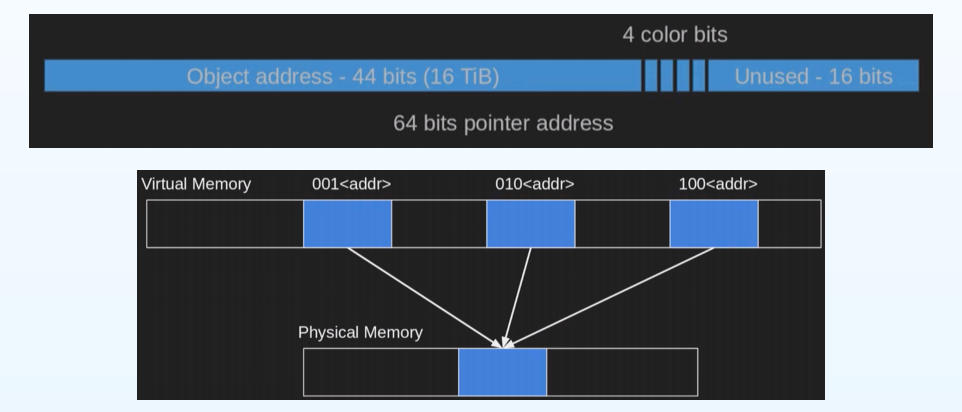 4 color bits
Object address - 44 bits (16 TiB)
Unused - 16 bits
64 bits pointer address
Virtual Memory
001<addr>
010<addr>
100<addr>
Physical Memory